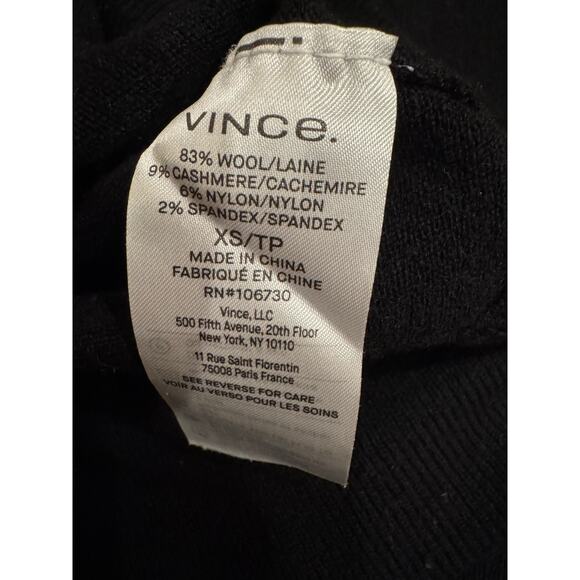 VINCe.
83% WOOL/LAINE
9% CASHMERE/CACHEMIRE
6% NYLON/NYLON
2% SPANDEX/SPANDEX
XS/TP
MADE IN CHINA
FABRIQUÉ EN CHINE
RN#106730
Vince, LLC
500 Fifth Avenue, 20th Floor
New York, NY 10110
11 Rue Saint Florentin
75008 Paris France
SEE REVERSE FOR CARE
VOIR AU VERSO POUR LES SOINS